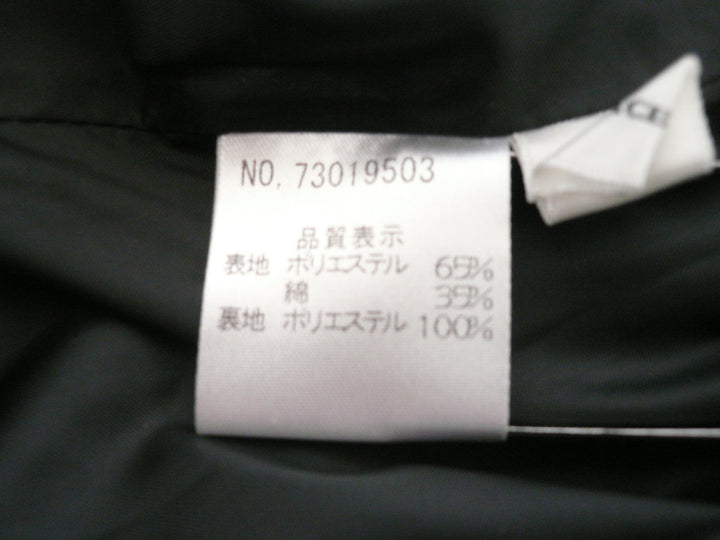 NO. 73019503
品質表示
表地 ポリエステル 65%
綿 35%
裏地 ポリエステル 100%